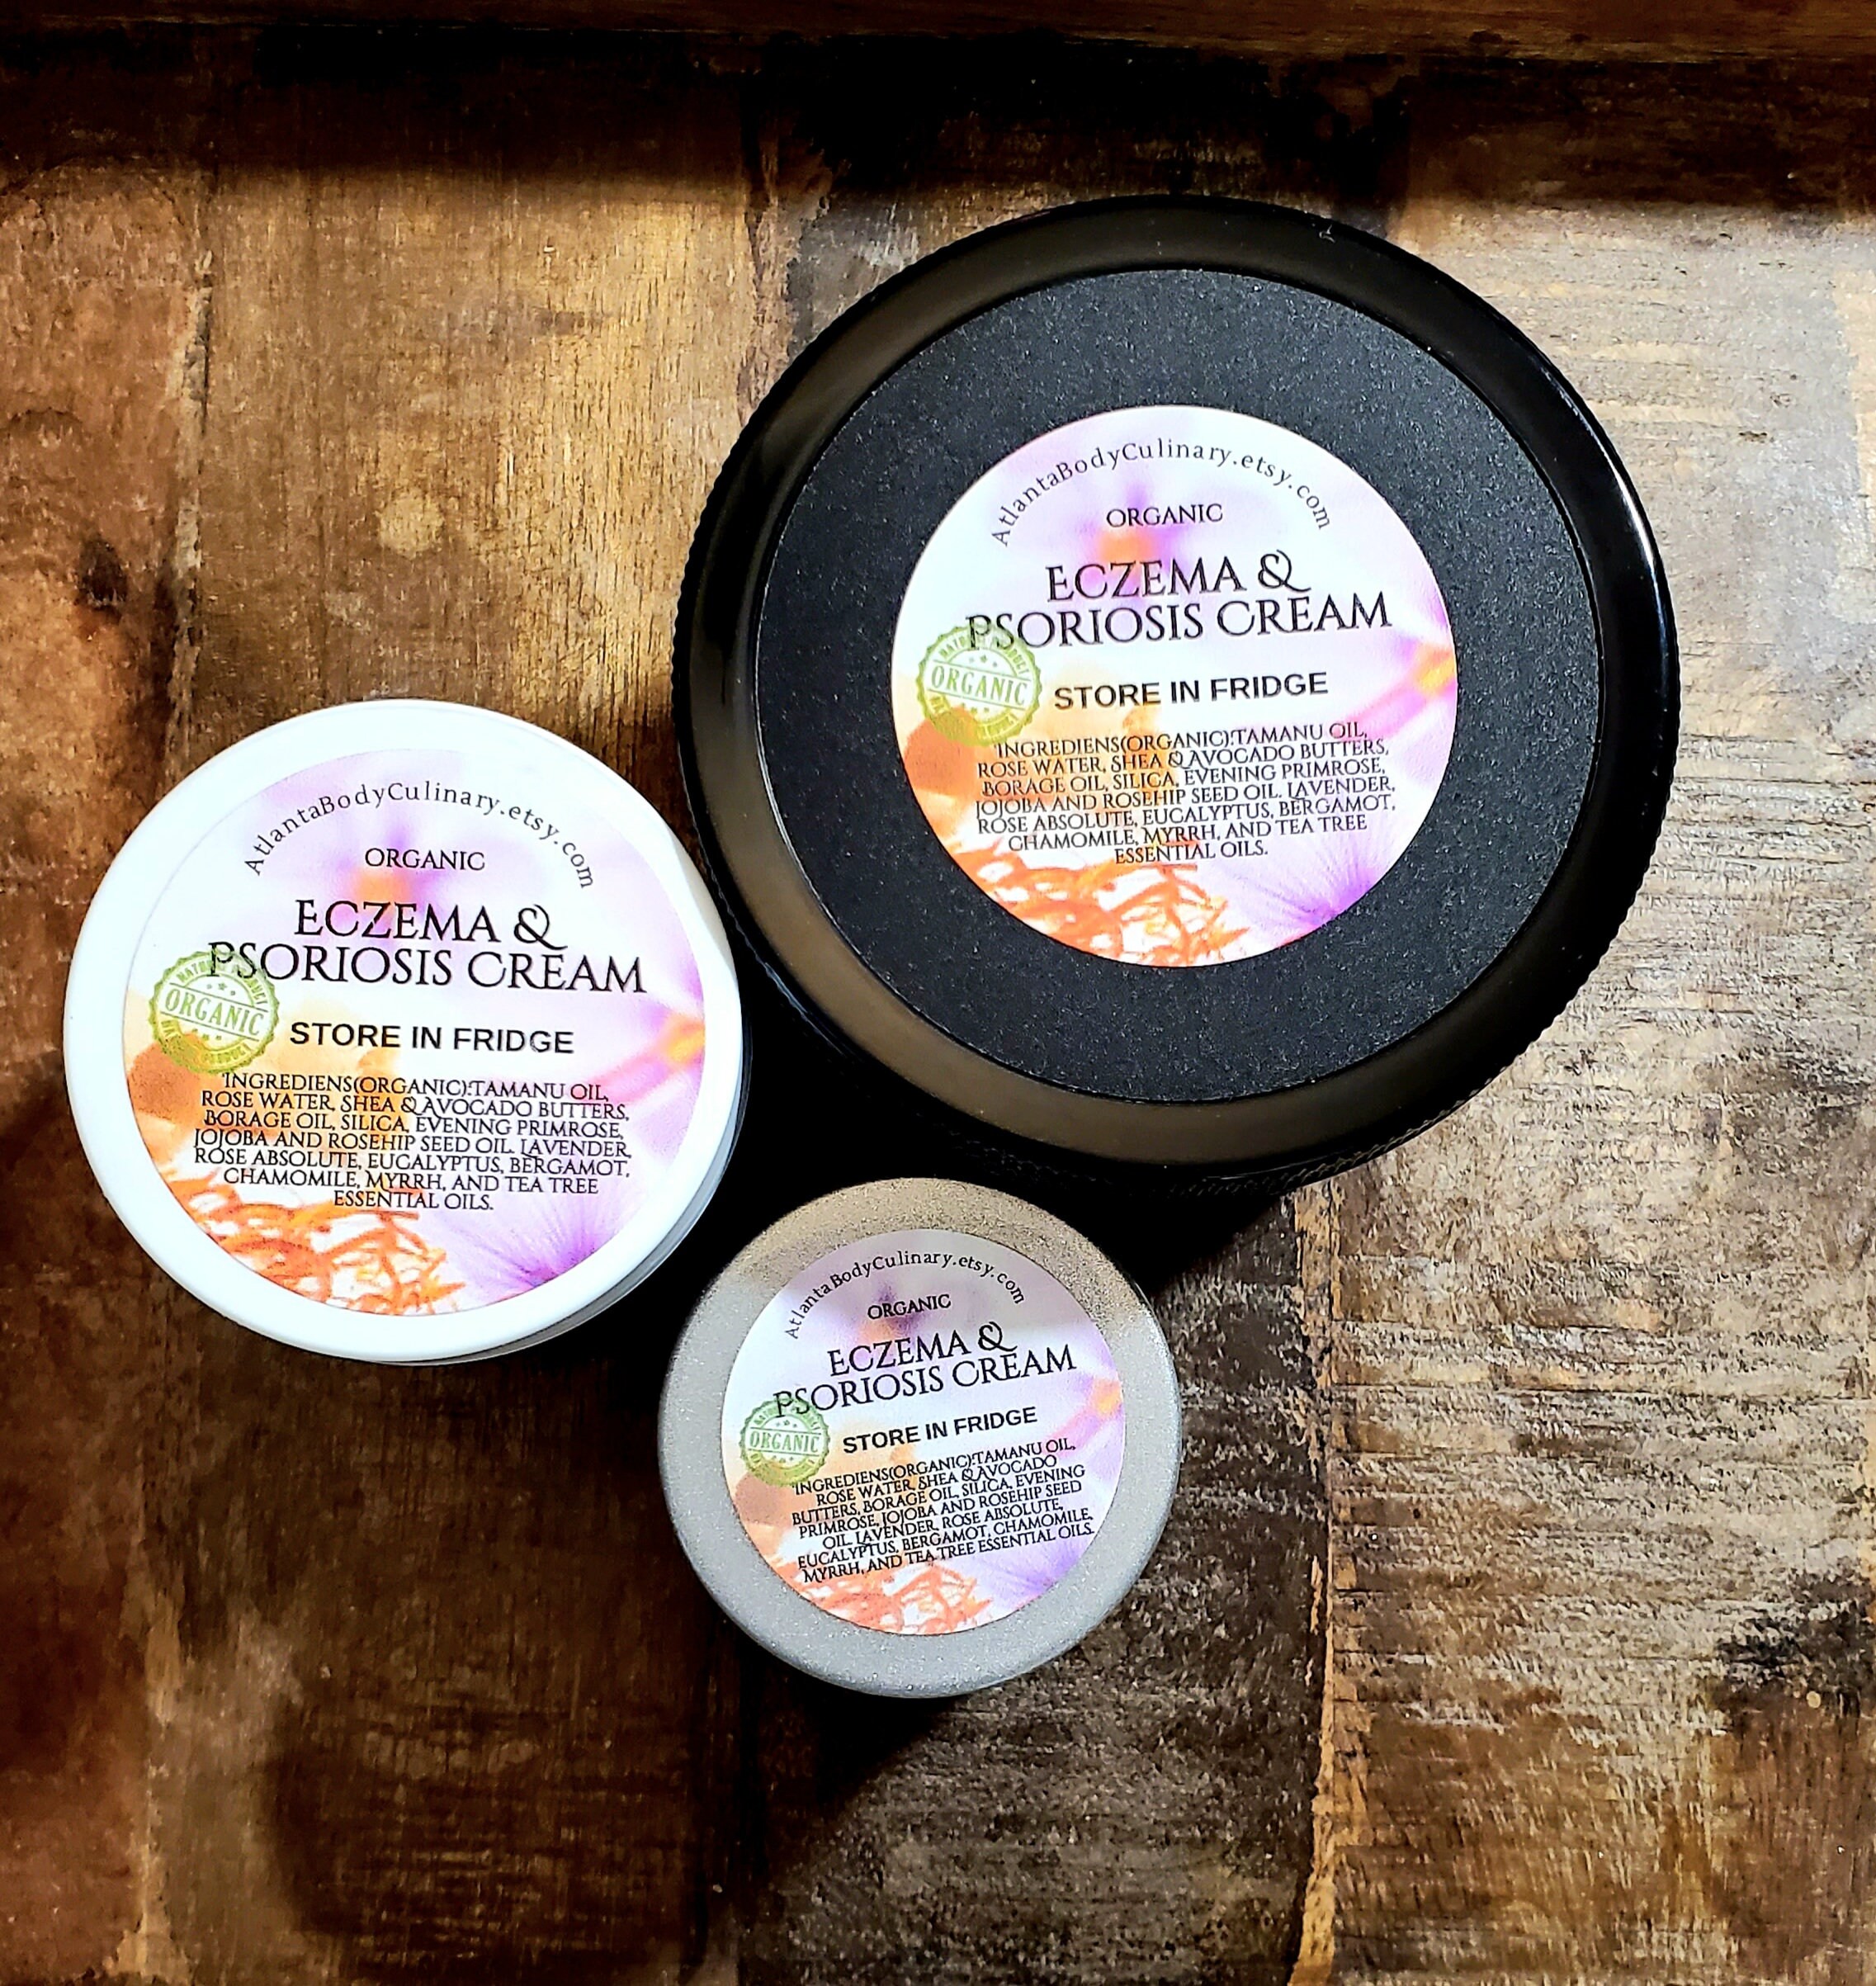 AtlantaBodyCulinary.etsy.com
ORGANIC
ECZEMA &
PSORIOSIS CREAM
ORGANIC
STORE IN FRIDGE
INGREDIENS(ORGANIC):TAMANU OIL,
ROSE WATER, SHEA & AVOCADO BUTTERS,
BORAGE OIL, SILICA, EVENING PRIMROSE,
JOJOBA AND ROSEHIP SEED OIL. LAVENDER,
ROSE ABSOLUTE, EUCALYPTUS, BERGAMOT,
CHAMOMILE, MYRRH, AND TEA TREE
ESSENTIAL OILS.
AtlantaBodyCulinary.etsy.com
ORGANIC
ECZEMA &
PSORIOSIS CREAM
ORGANIC
STORE IN FRIDGE
INGREDIENS(ORGANIC):TAMANU OIL,
ROSE WATER, SHEA & AVOCADO BUTTERS,
BORAGE OIL, SILICA, EVENING PRIMROSE,
JOJOBA AND ROSEHIP SEED OIL. LAVENDER,
ROSE ABSOLUTE, EUCALYPTUS, BERGAMOT,
CHAMOMILE, MYRRH, AND TEA TREE
ESSENTIAL OILS.
AtlantaBodyCulinary.etsy.com
ORGANIC
ECZEMA &
PSORIOSIS CREAM
ORGANIC
STORE IN FRIDGE
INGREDIENS(ORGANIC):TAMANU OIL,
ROSE WATER, SHEA & AVOCADO
BUTTERS, BORAGE OIL, SILICA, EVENING
PRIMROSE, JOJOBA AND ROSEHIP SEED
OIL. LAVENDER, ROSE ABSOLUTE,
EUCALYPTUS, BERGAMOT, CHAMOMILE,
MYRRH, AND TEA TREE ESSENTIAL OILS.